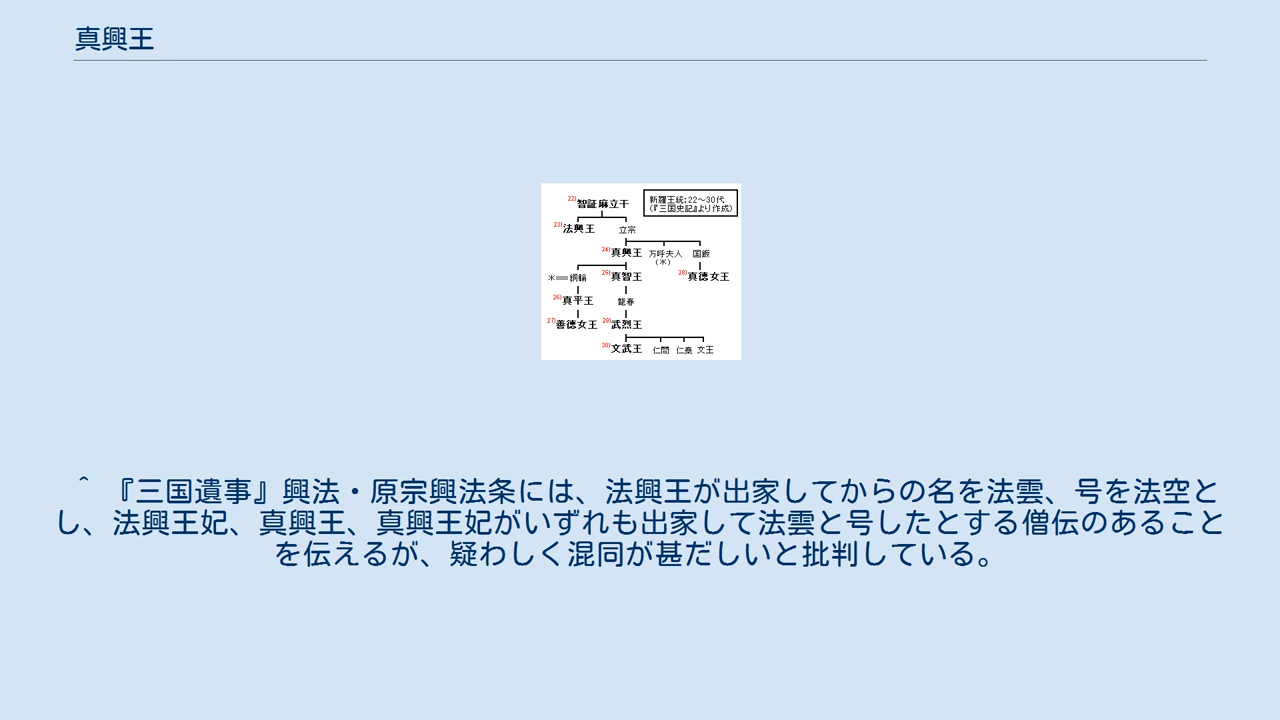 真興王
22)智証麻立干
新羅王統:22～30代
(『三国史記』より作成)
23)法興王 立宗
24)真興王 万呼夫人 国飯
(※)
※══銅輪 25)真智王 28)真徳女王
26)真平王 龍春
27)善徳女王 29)武烈王
30)文武王 仁問 仁泰 文王
^ 『三国遺事』興法・原宗興法条には、法興王が出家してからの名を法雲、号を法空と
し、法興王妃、真興王、真興王妃がいずれも出家して法雲と号したとする僧伝のあること
を伝えるが、疑わしく混同が甚だしいと批判している。